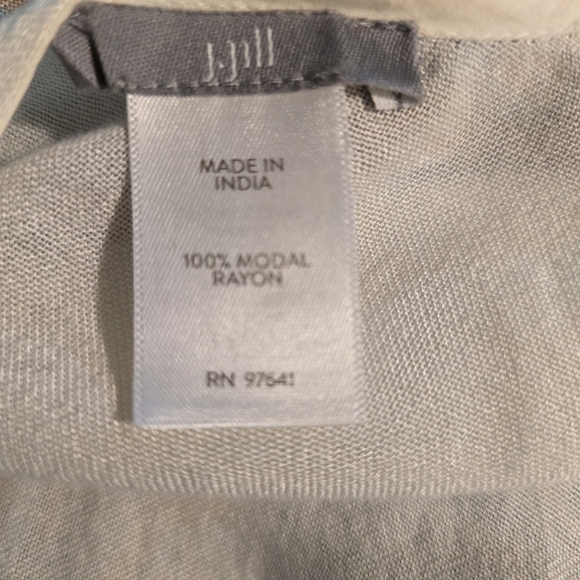 J.Jill
MADE IN
INDIA
100% MODAL
RAYON
RN 97641